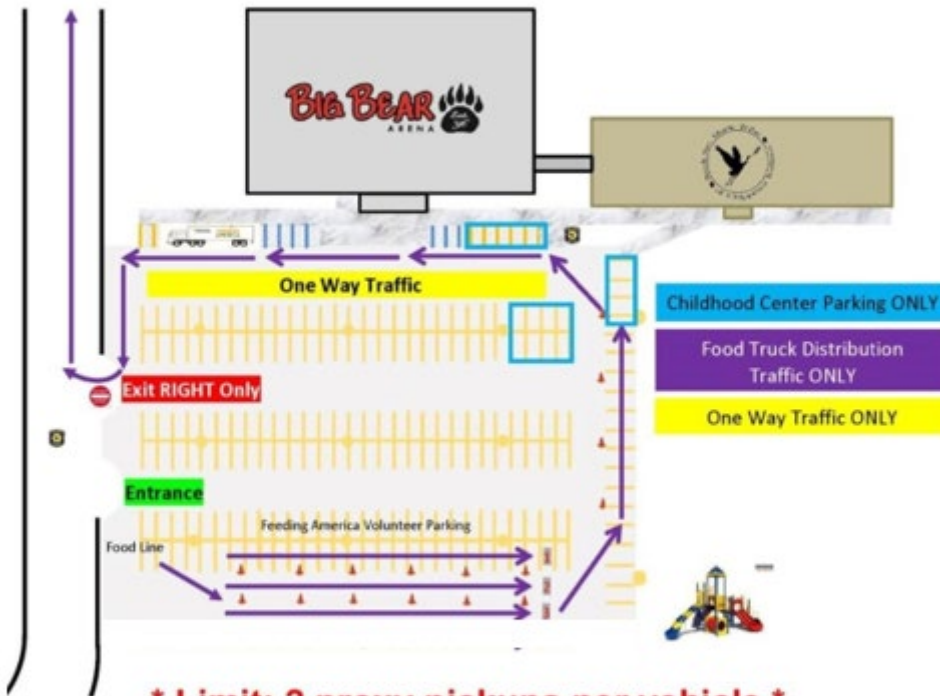 BIG BEAR
ARENA
One Way Traffic
Childhood Center Parking ONLY
Food Truck Distribution
Traffic ONLY
One Way Traffic ONLY
Exit RIGHT Only
Entrance
Feeding America Volunteer Parking
Food Line